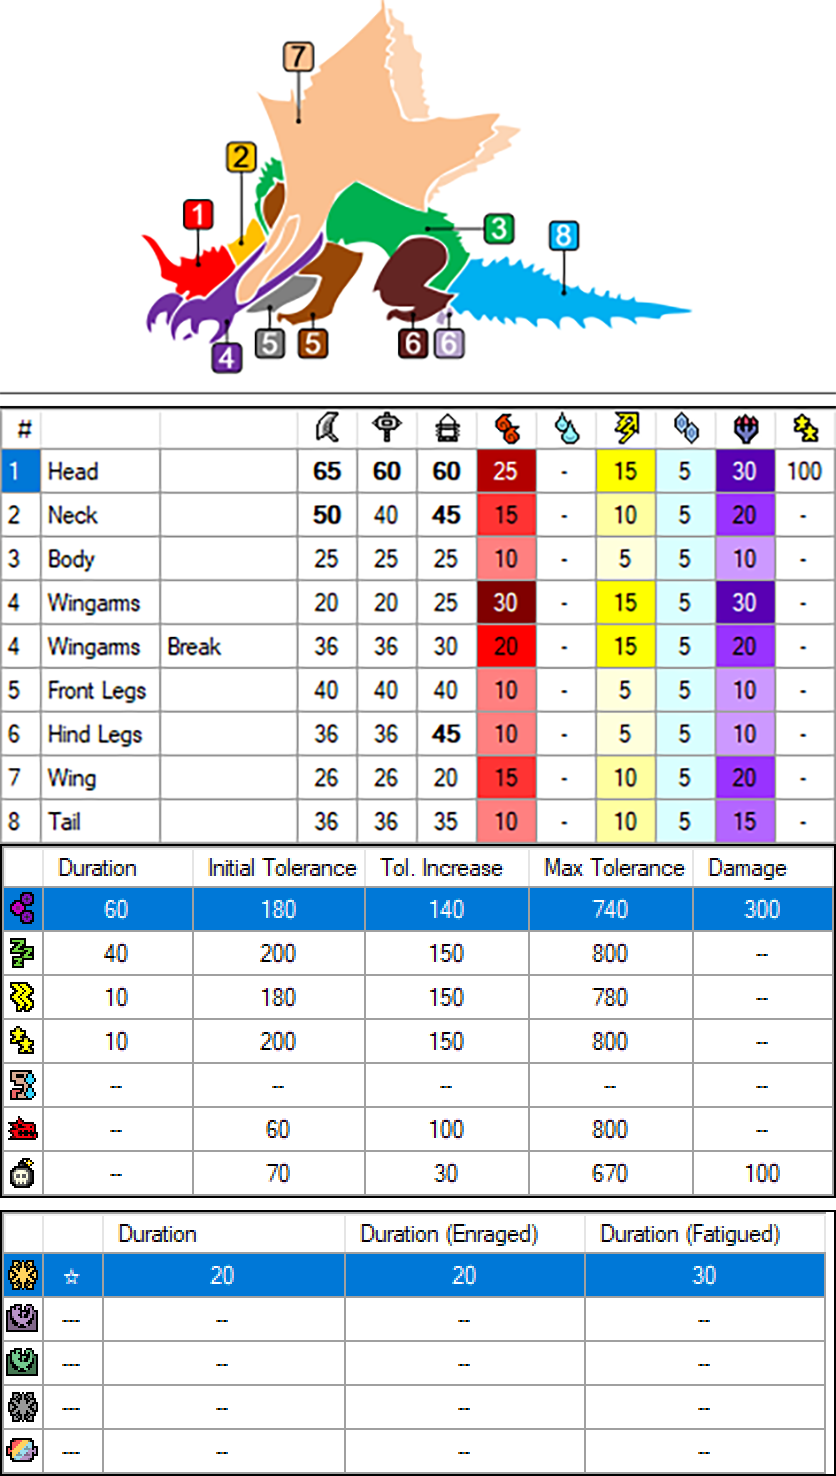 7
2
1
3
8
4
5
5
6
6
#
1 Head 65 60 60 25 - 15 5 30 100
2 Neck 50 40 45 15 - 10 5 20 -
3 Body 25 25 25 10 - 5 5 10 -
4 Wingarms 20 20 25 30 - 15 5 30 -
4 Wingarms Break 36 36 30 20 - 15 5 20 -
5 Front Legs 40 40 40 10 - 5 5 10 -
6 Hind Legs 36 36 45 10 - 5 5 10 -
7 Wing 26 26 20 15 - 10 5 20 -
8 Tail 36 36 35 10 - 10 5 15 -
Duration Initial Tolerance Tol. Increase Max Tolerance Damage
60 180 140 740 300
40 200 150 800 --
10 180 150 780 --
10 200 150 800 --
-- -- -- -- --
-- 60 100 800 --
-- 70 30 670 100
Duration Duration (Enraged) Duration (Fatigued)
☆ 20 20 30
--- -- -- --
--- -- -- --
--- -- -- --
--- -- -- --